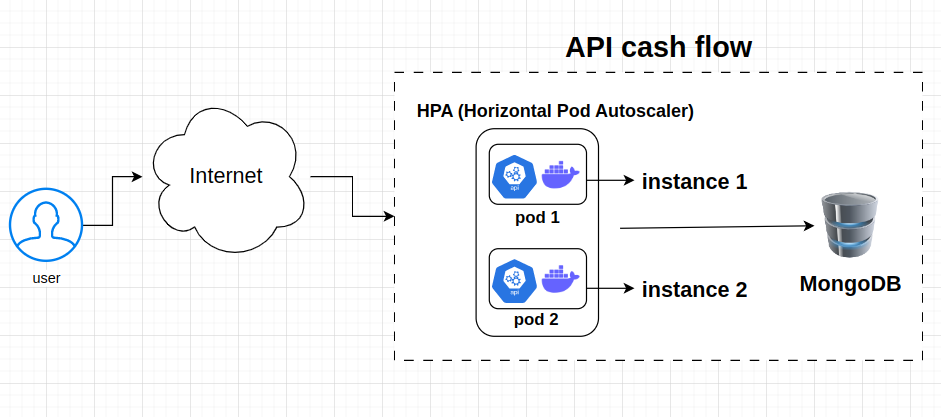 API cash flow
HPA (Horizontal Pod Autoscaler)
Internet
user
api
pod 1
instance 1
api
pod 2
instance 2
MongoDB